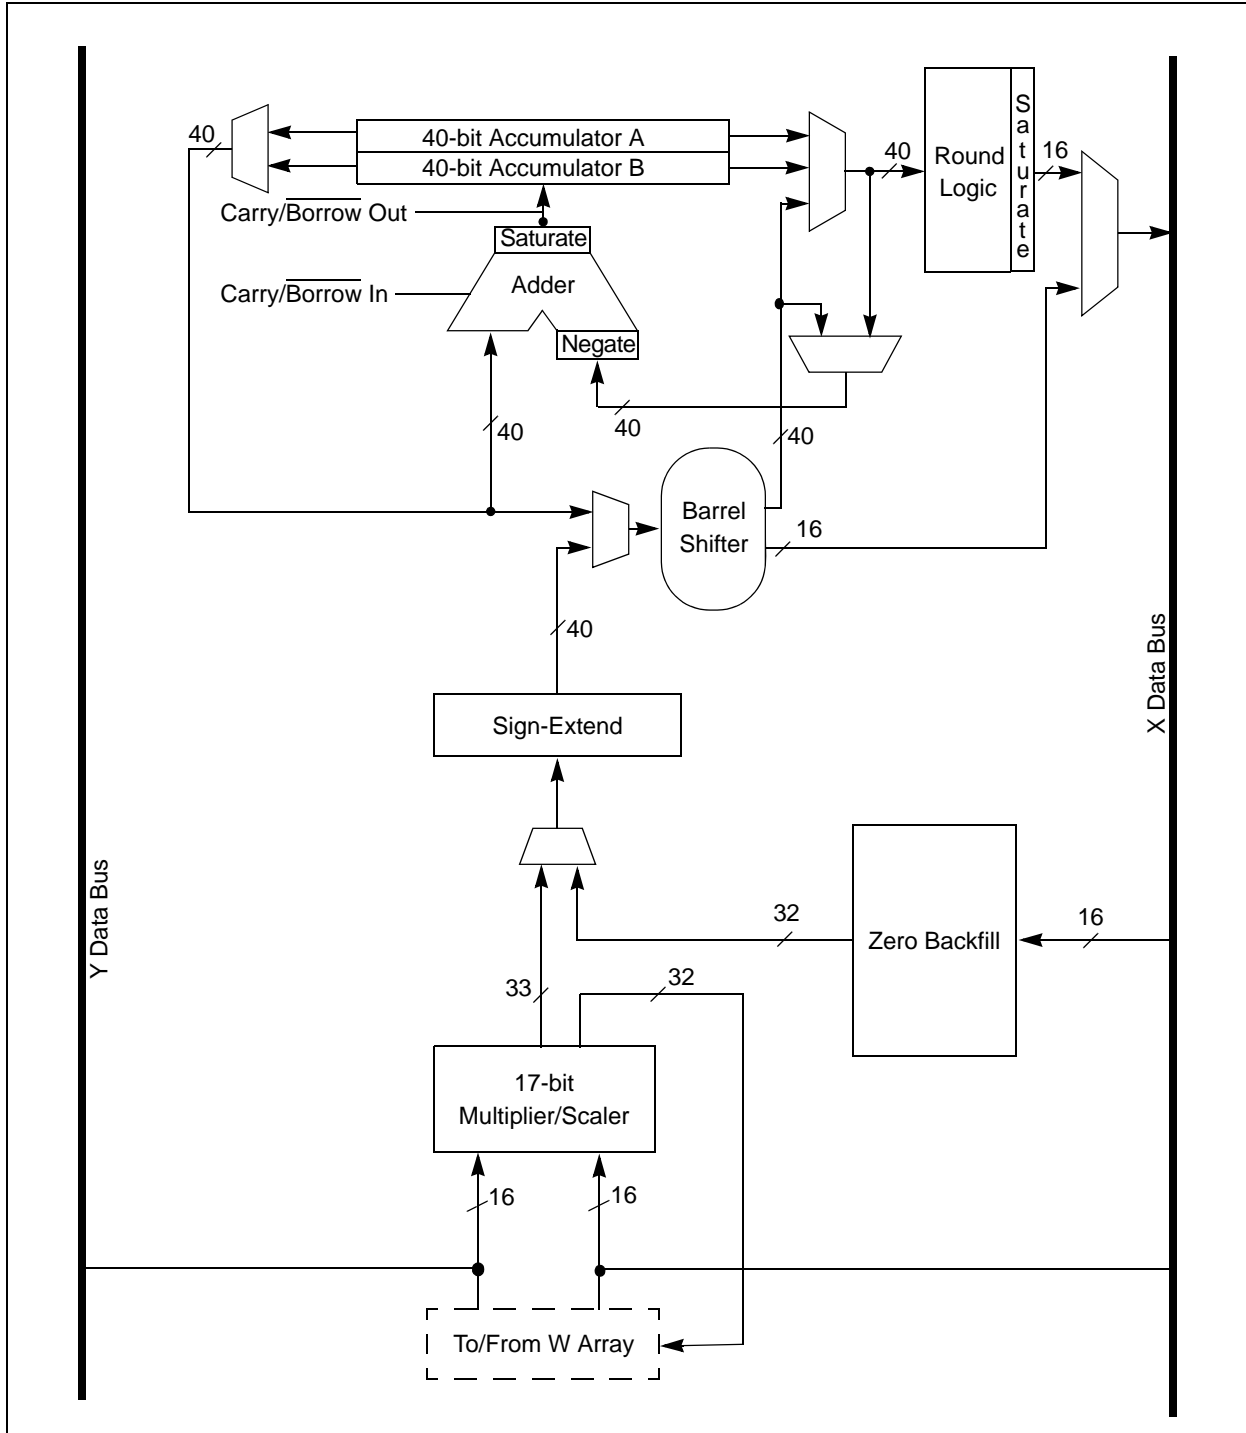 40
40-bit Accumulator A
40-bit Accumulator B
40
Round
Logic
Saturate
16
Carry/Borrow Out
Saturate
Carry/Borrow In
Adder
Negate
40
40
40
Barrel
Shifter
16
40
Sign-Extend
X Data Bus
Y Data Bus
32
Zero Backfill
16
33
32
17-bit
Multiplier/Scaler
16
16
To/From W Array